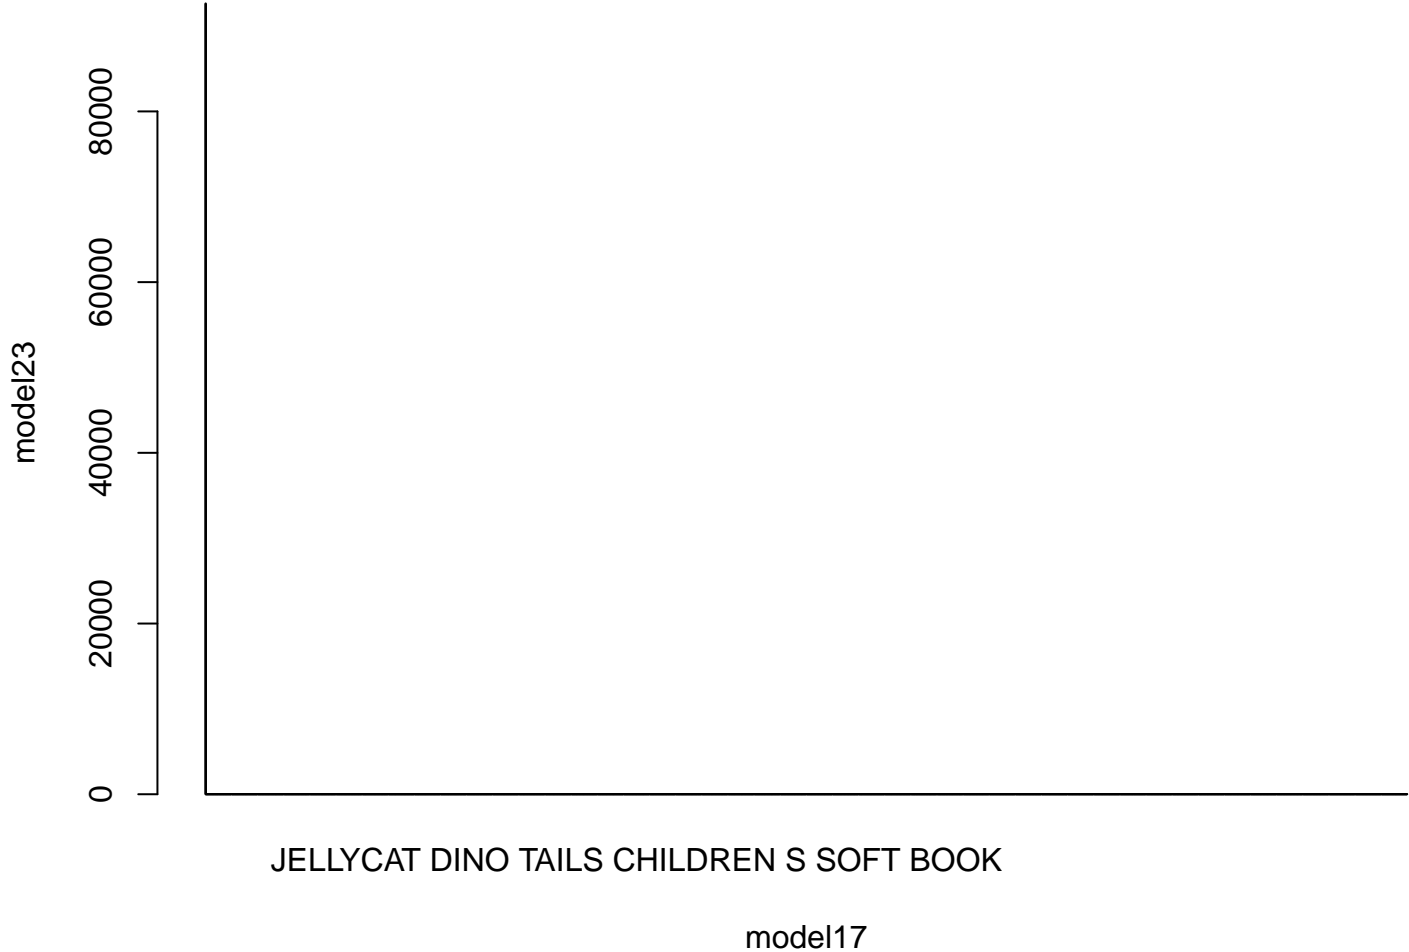 80000
60000
40000
20000
0
model23
JELLYCAT DINO TAILS CHILDREN S SOFT BOOK
model17